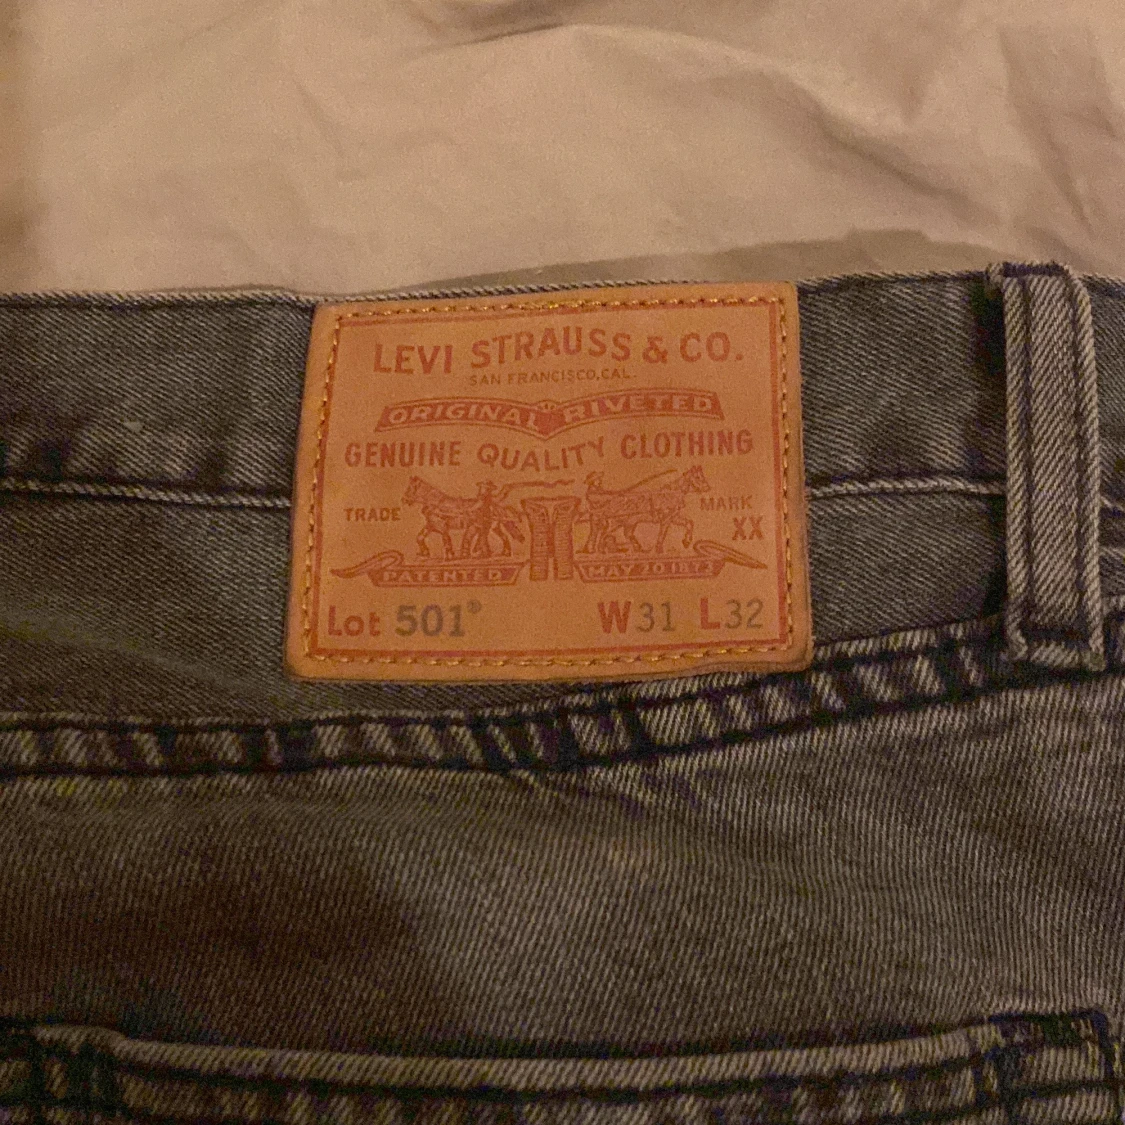 LEVI STRAUSS & CO.
SAN FRANCISCO, CAL.
ORIGINAL RIVETED
GENUINE QUALITY CLOTHING
TRADE MARK
XX
PATENTED MAY 20 1873
Lot 501® W31 L32